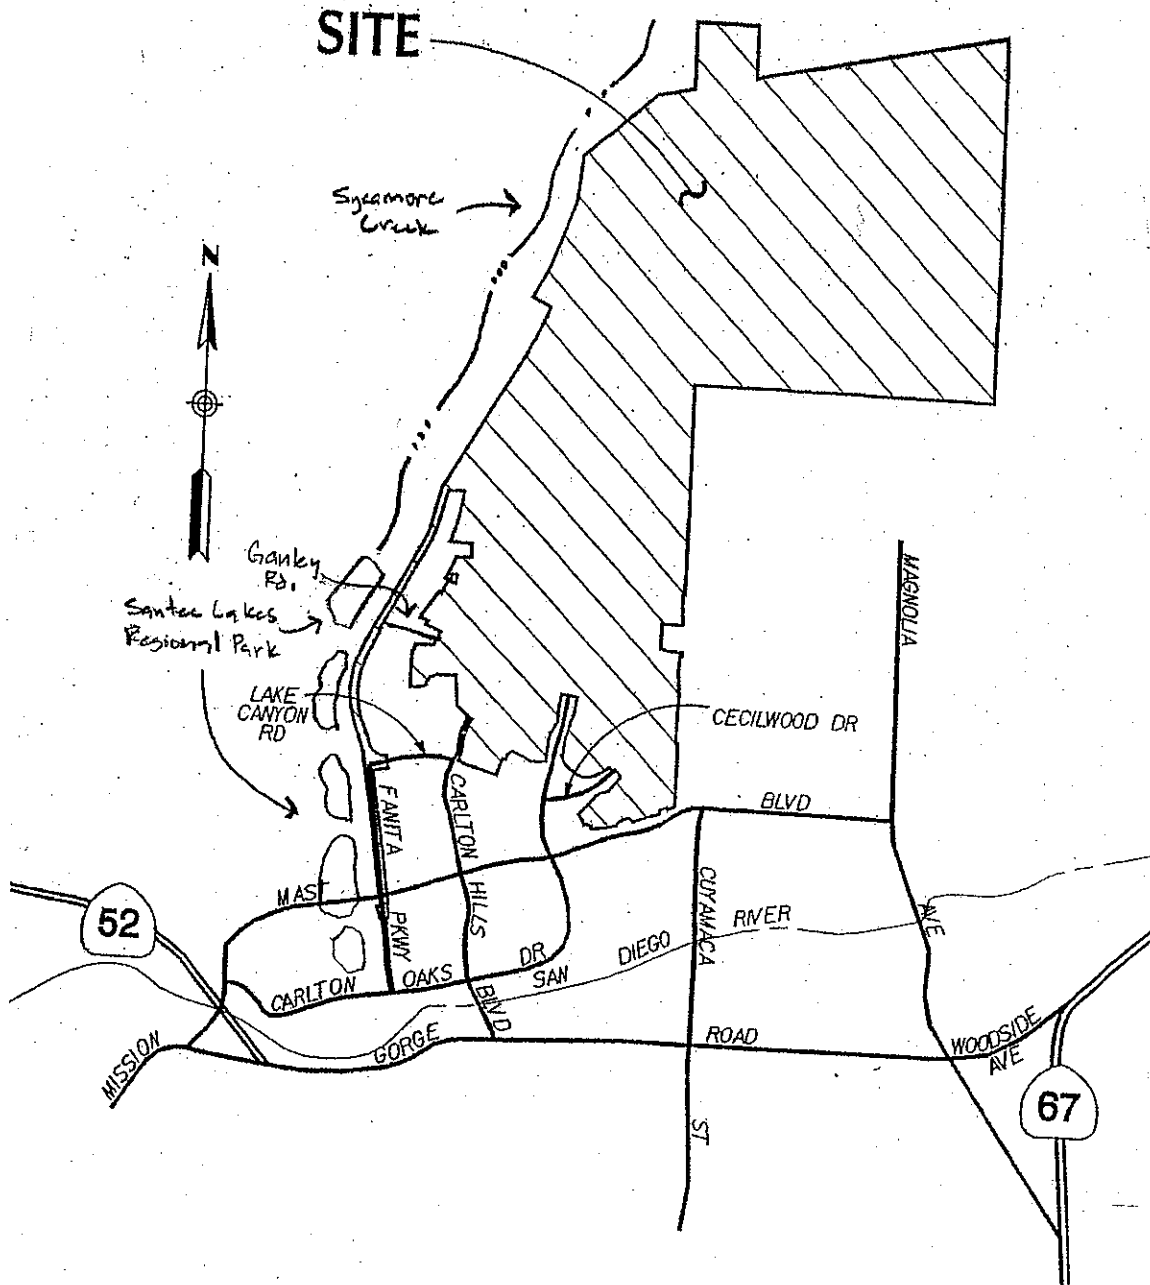 SITE
Sycamore
Creek
N
Ganley
Rd.
Santee Lakes
Regional Park
MAGNOLIA
AVE
LAKE
CANYON
RD
CECILWOOD DR
FANITA
PKWY
CARLTON
HILLS
BLVD
MAST
BLVD
52
CUYAMACA
ST
SAN
DIEGO
RIVER
CARLTON
OAKS
DR
MISSION
GORGE
ROAD
WOODSIDE
AVE
67